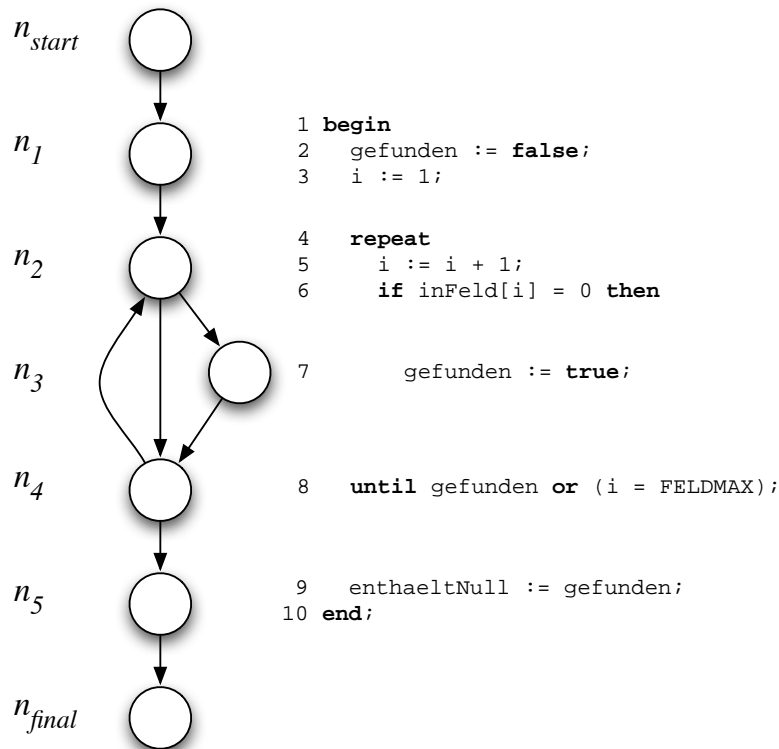 n_start
n_1
1 begin
2 gefunden := false;
3 i := 1;
n_2
4 repeat
5 i := i + 1;
6 if inFeld[i] = 0 then
n_3
7 gefunden := true;
n_4
8 until gefunden or (i = FELDMAX);
n_5
9 enthaeltNull := gefunden;
10 end;
n_final